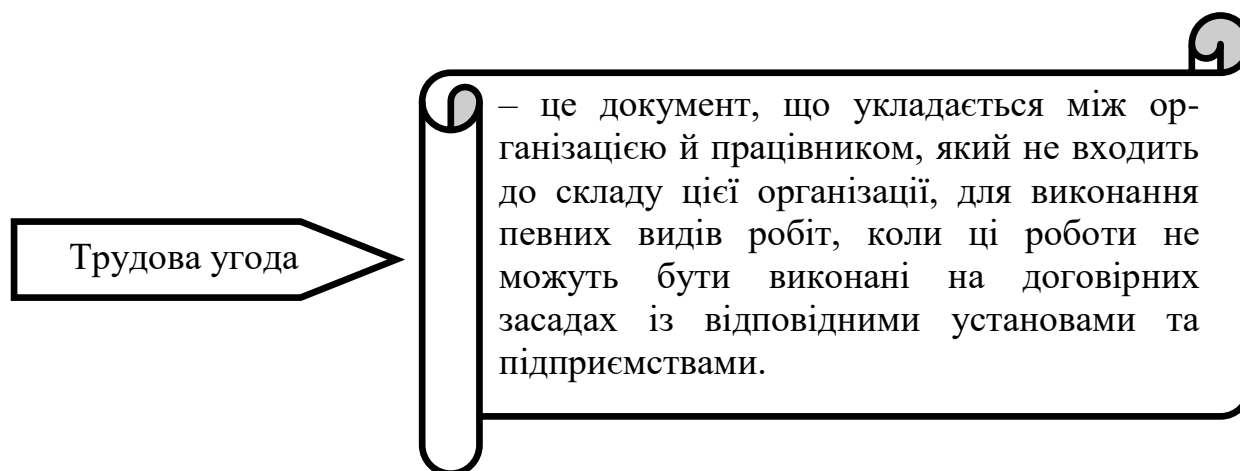 Трудова угода
– це документ, що укладається між ор-
ганізацією й працівником, який не входить
до складу цієї організації, для виконання
певних видів робіт, коли ці роботи не
можуть бути виконані на договірних
засадах із відповідними установами та
підприємствами.